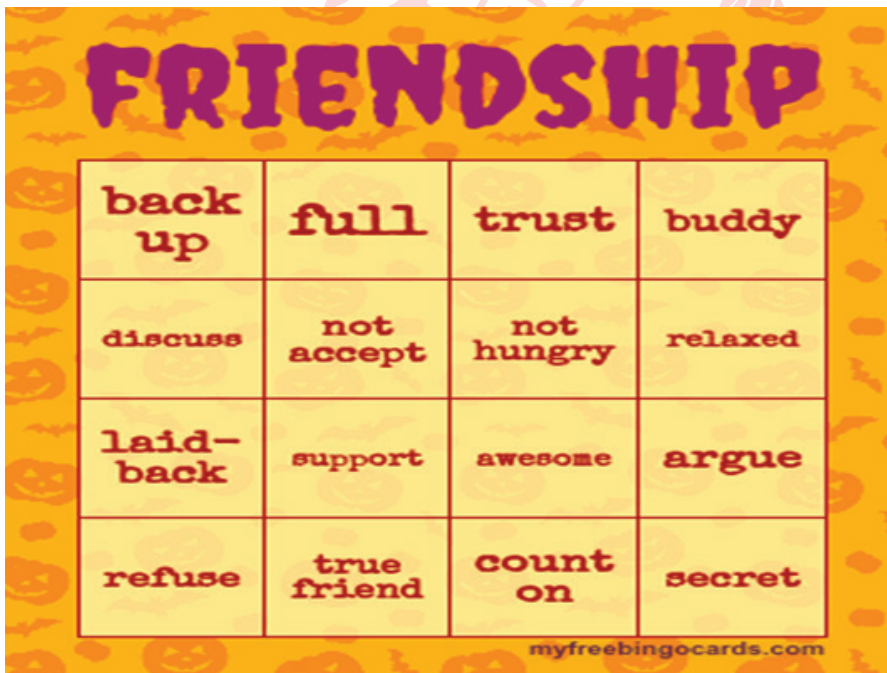 FRIENDSHIP
back
up
full
trust
buddy
discuss
not
accept
not
hungry
relaxed
laid-
back
support
awesome
argue
refuse
true
friend
count
on
secret
myfreebingocards.com